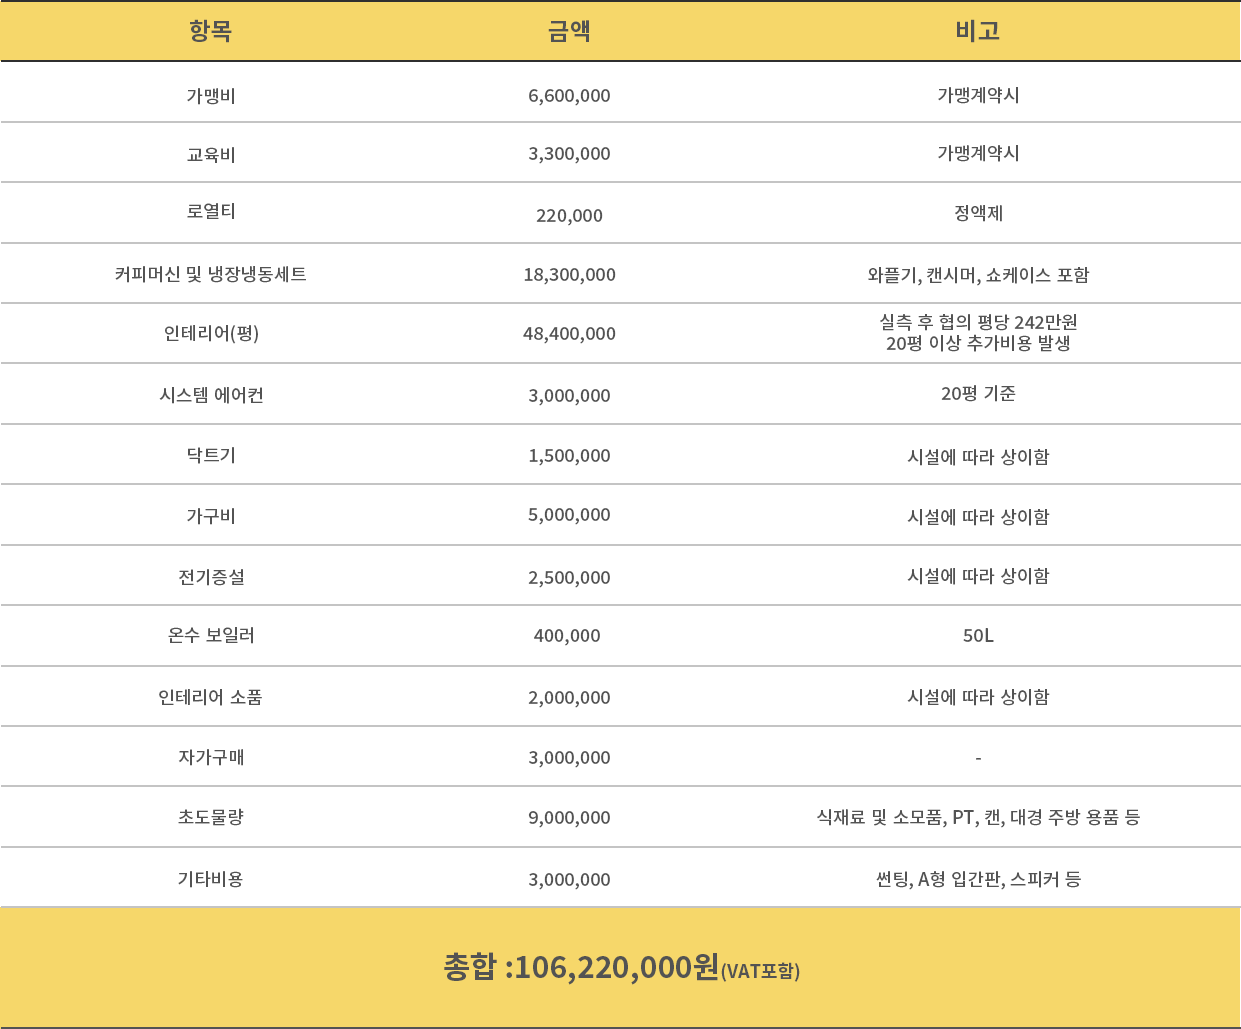 항목 금액 비고
가맹비 6,600,000 가맹계약시
교육비 3,300,000 가맹계약시
로열티 220,000 정액제
커피머신 및 냉장냉동세트 18,300,000 와플기, 캔시머, 쇼케이스 포함
인테리어(평) 48,400,000 실측 후 협의 평당 242만원
20평 이상 추가비용 발생
시스템 에어컨 3,000,000 20평 기준
닥트기 1,500,000 시설에 따라 상이함
가구비 5,000,000 시설에 따라 상이함
전기증설 2,500,000 시설에 따라 상이함
온수 보일러 400,000 50L
인테리어 소품 2,000,000 시설에 따라 상이함
자가구매 3,000,000 -
초도물량 9,000,000 식재료 및 소모품, PT, 캔, 대경 주방 용품 등
기타비용 3,000,000 썬팅, A형 입간판, 스피커 등
총합 :106,220,000원(VAT포함)